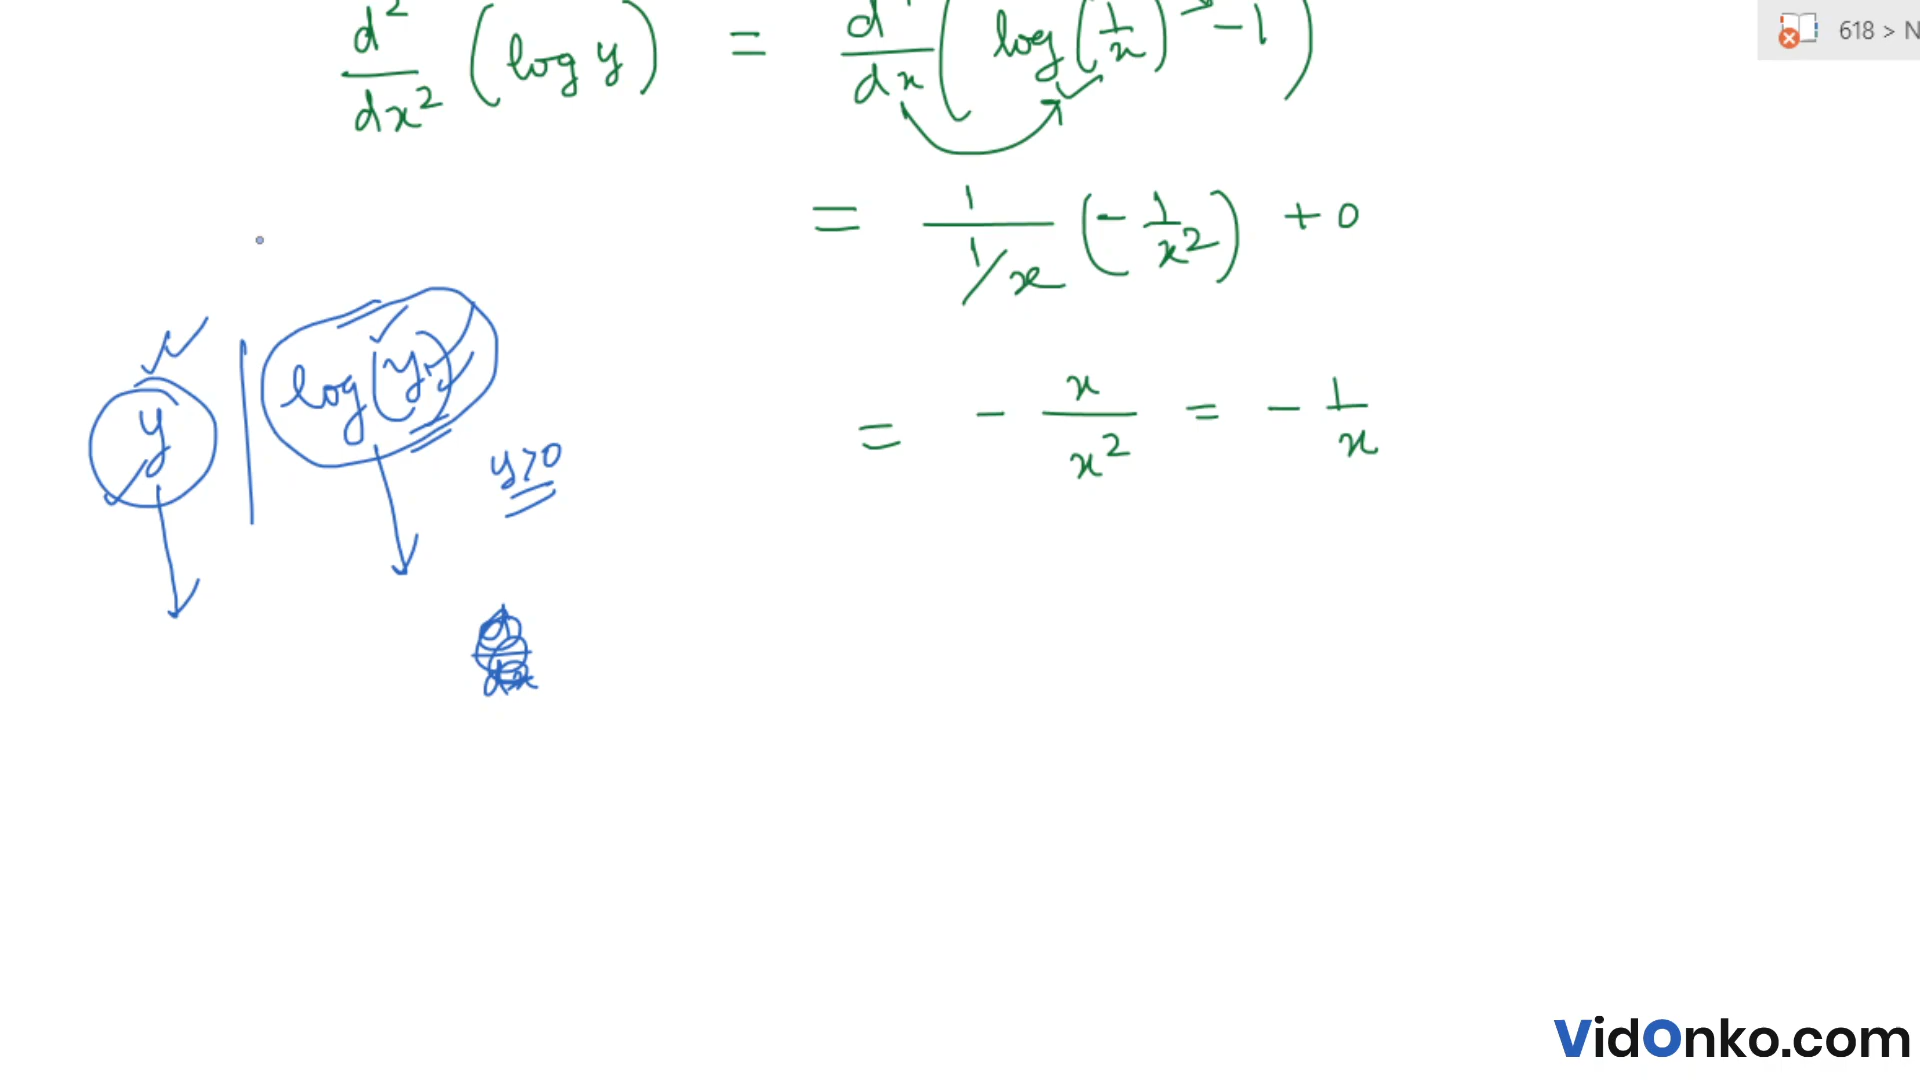 d²/dx² (log y) = d/dx (log(1/x) - 1)
618 > N
= 1/(1/x) (-1/x²) + 0
y | log(y)
y>0
= - x/x² = - 1/x
d/dx
VidOnko.com